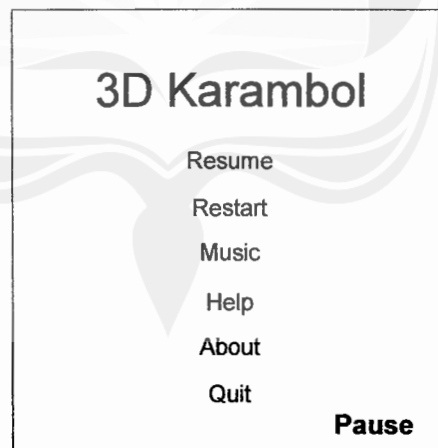 3D Karambol
Resume
Restart
Music
Help
About
Quit
Pause